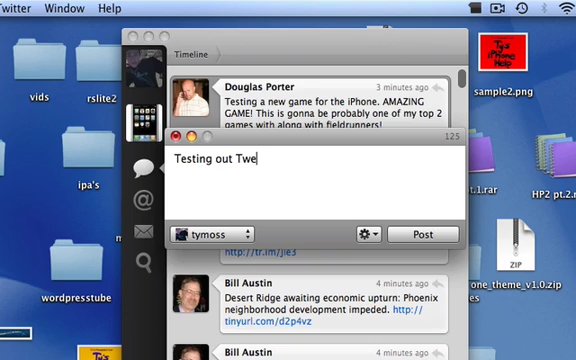 Twitter Window Help
Timeline
Douglas Porter 3 minutes ago
Testing a new game for the iPhone. AMAZING
GAME! This is gonna be probably one of my top 2
games with along with fieldrunners!
125
Testing out Twe
tymoss
Post
http://tr.im/jie3
Bill Austin 4 minutes ago
Desert Ridge awaiting economic upturn: Phoenix
neighborhood development impeded. http://
tinyurl.com/d2p4vz
Bill Austin 4 minutes ago
vids
rslite2
ipa's
wordpresstube
Ty's
iPhone
Help
sample2.png
1.rar
HP2 pt.2.r
ZIP
one_theme_v1.0.zip
es